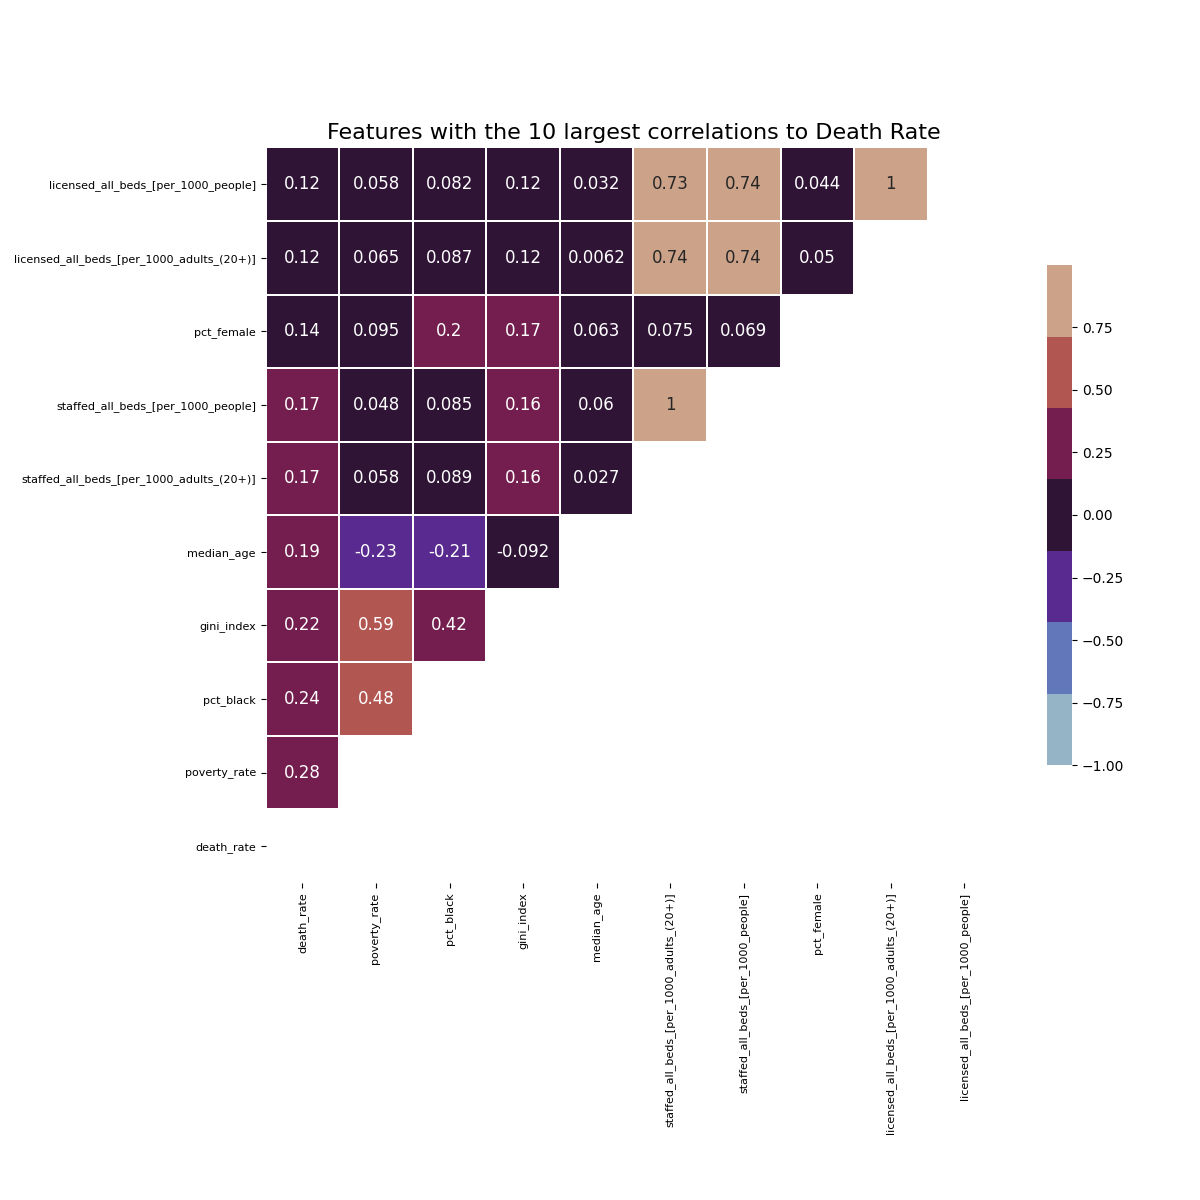 Features with the 10 largest correlations to Death Rate
licensed_all_beds_[per_1000_people] 0.12 0.058 0.082 0.12 0.032 0.73 0.74 0.044 1
licensed_all_beds_[per_1000_adults_(20+)] 0.12 0.065 0.087 0.12 0.0062 0.74 0.74 0.05
pct_female 0.14 0.095 0.2 0.17 0.063 0.075 0.069
staffed_all_beds_[per_1000_people] 0.17 0.048 0.085 0.16 0.06 1
staffed_all_beds_[per_1000_adults_(20+)] 0.17 0.058 0.089 0.16 0.027
median_age 0.19 -0.23 -0.21 -0.092
gini_index 0.22 0.59 0.42
pct_black 0.24 0.48
poverty_rate 0.28
death_rate
death_rate
poverty_rate
pct_black
gini_index
median_age
staffed_all_beds_[per_1000_adults_(20+)]
staffed_all_beds_[per_1000_people]
pct_female
licensed_all_beds_[per_1000_adults_(20+)]
licensed_all_beds_[per_1000_people]
0.75
0.50
0.25
0.00
−0.25
−0.50
−0.75
−1.00